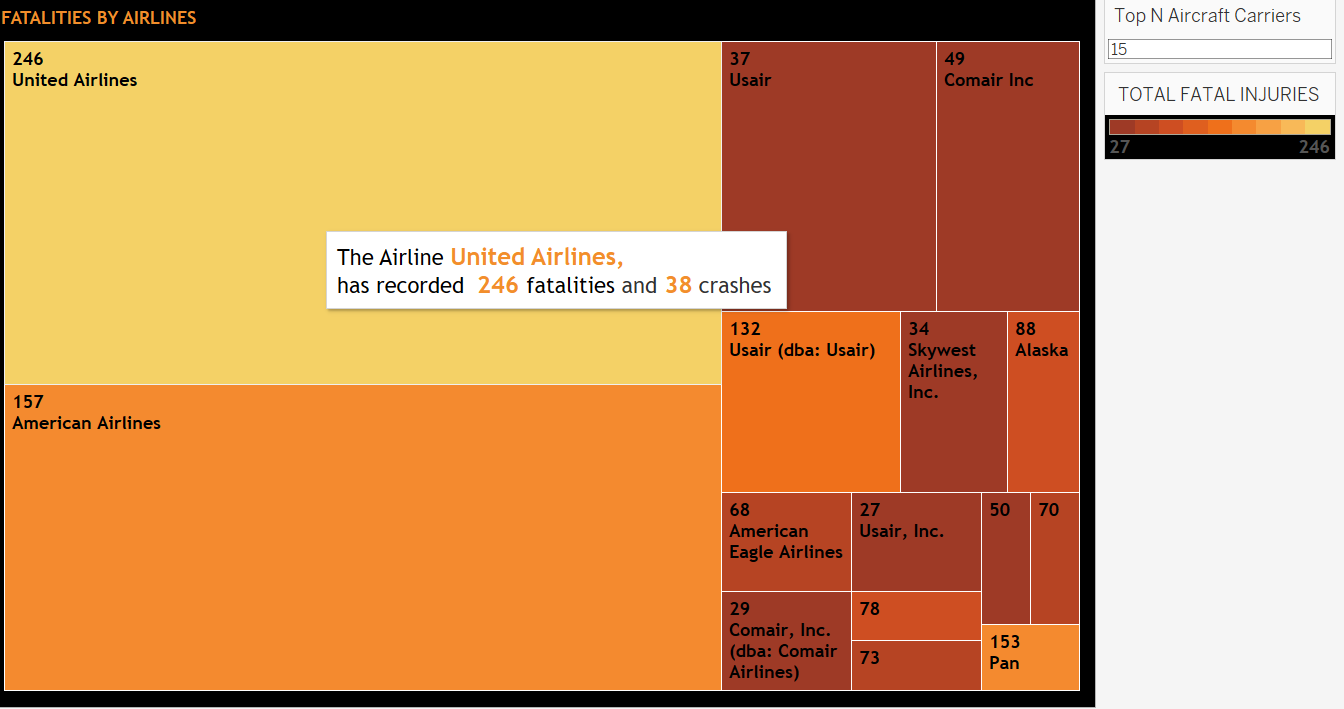 FATALITIES BY AIRLINES
246
United Airlines
37
Usair
49
Comair Inc
The Airline United Airlines,
has recorded 246 fatalities and 38 crashes
157
American Airlines
132
Usair (dba: Usair)
34
Skywest
Airlines,
Inc.
88
Alaska
68
American
Eagle Airlines
27
Usair, Inc.
50
70
29
Comair, Inc.
(dba: Comair
Airlines)
78
73
153
Pan
Top N Aircraft Carriers
15
TOTAL FATAL INJURIES
27 246